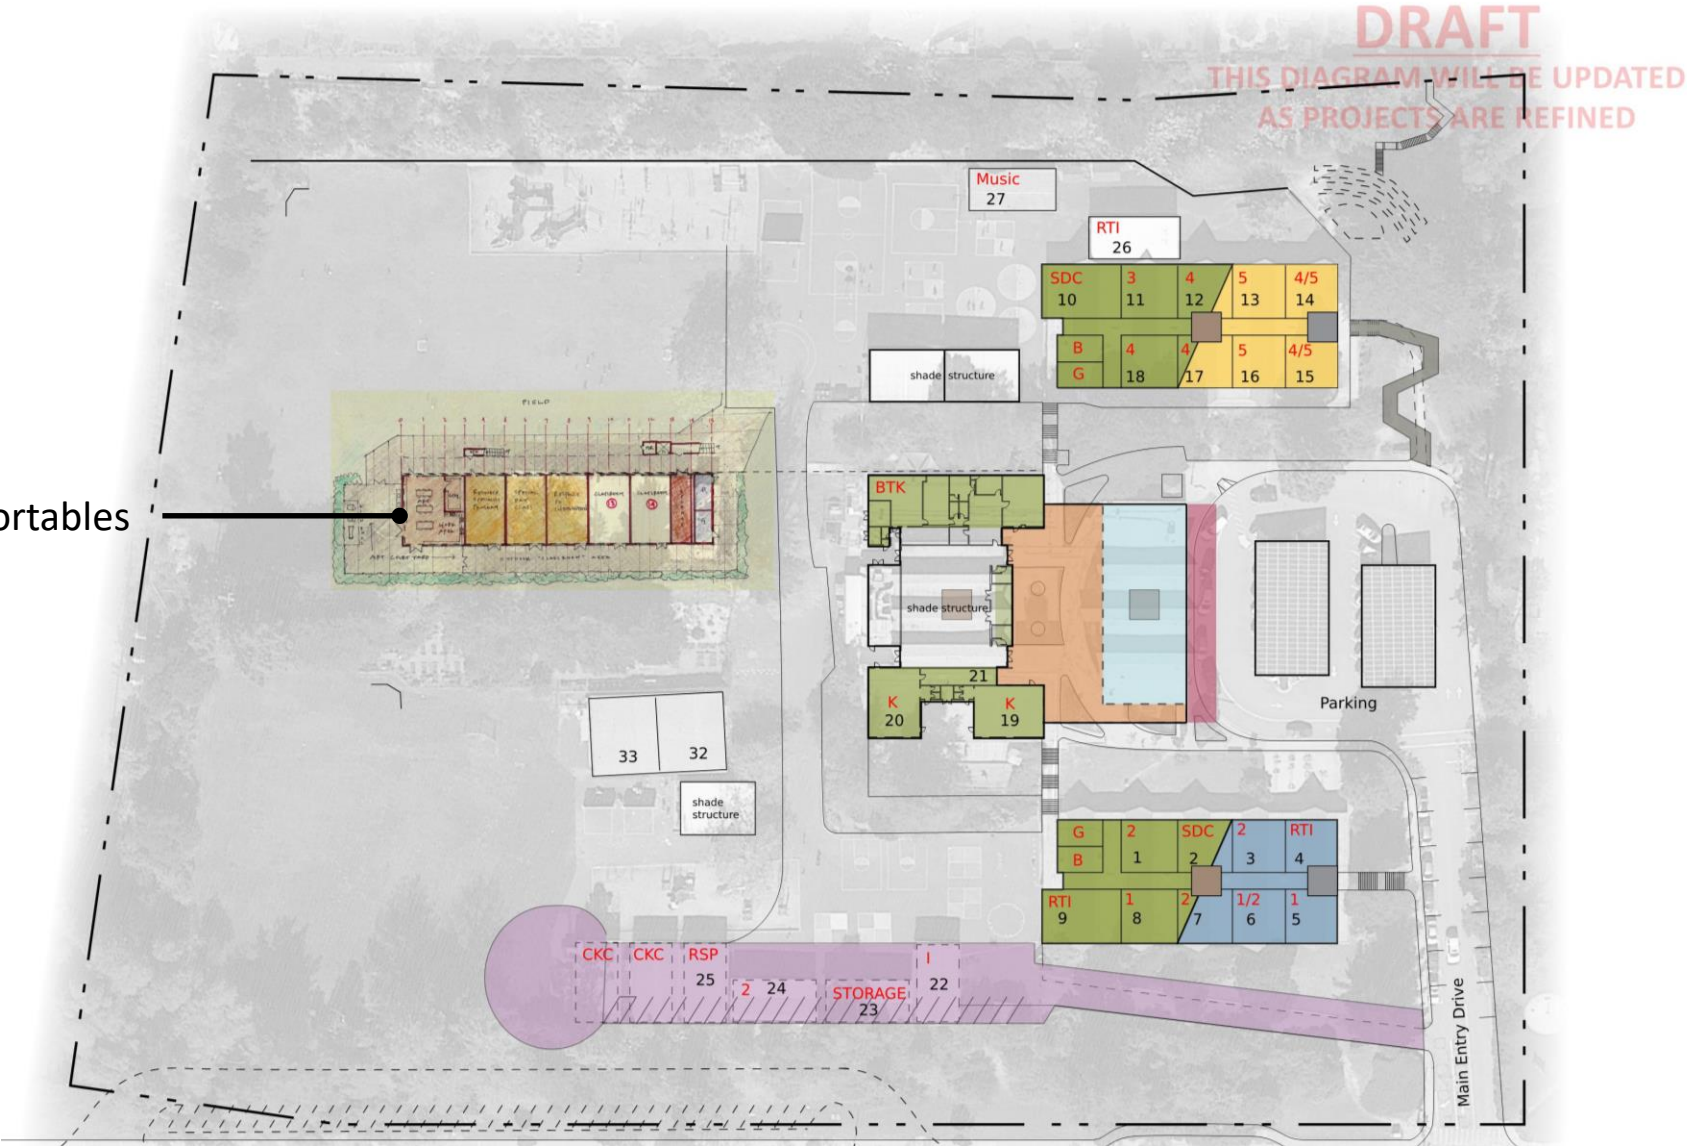 DRAFT
THIS DIAGRAM WILL BE UPDATED
AS PROJECTS ARE REFINED
Music
27
RTI
26
SDC 3 4 5 4/5
10 11 12 13 14
B 4 4 5 4/5
G 18 17 16 15
shade structure
FIELD
ortables
BTK
shade structure
21
K K
20 19
Parking
33 32
shade
structure
G 2 SDC 2 RTI
B 1 2 3 4
RTI 1 2 1/2 1
9 8 7 6 5
CKC CKC RSP I
25 2 24 22
STORAGE
23
Main Entry Drive